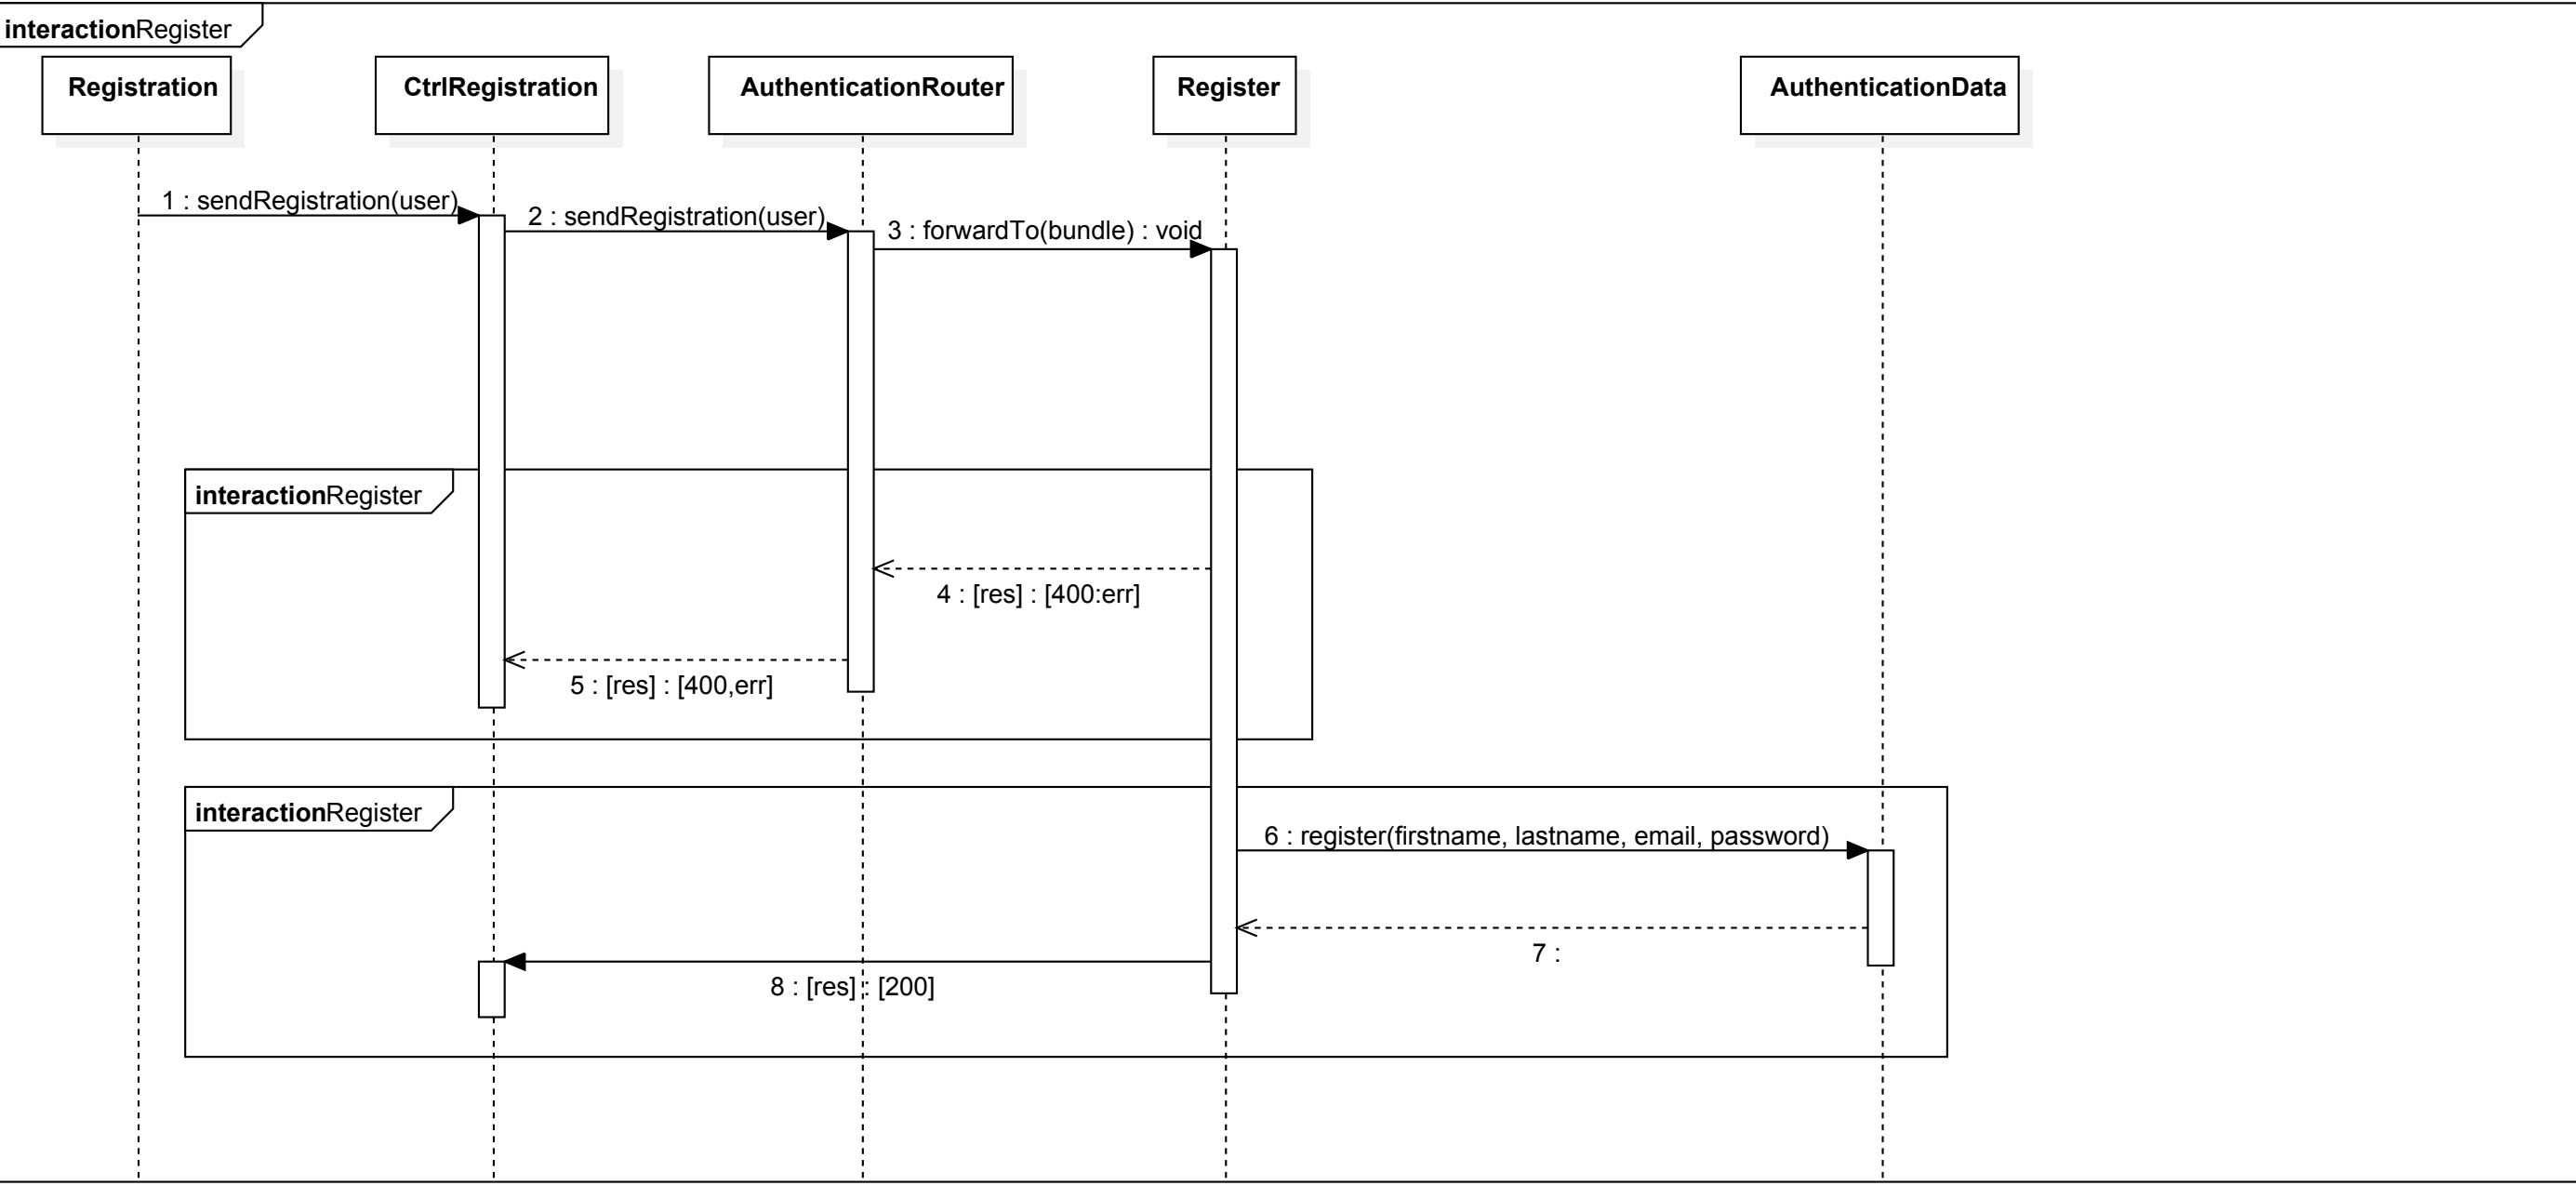 interactionRegister
Registration
CtrlRegistration
AuthenticationRouter
Register
AuthenticationData
1 : sendRegistration(user)
2 : sendRegistration(user)
3 : forwardTo(bundle) : void
interactionRegister
4 : [res] : [400:err]
5 : [res] : [400,err]
interactionRegister
6 : register(firstname, lastname, email, password)
7 :
8 : [res] : [200]